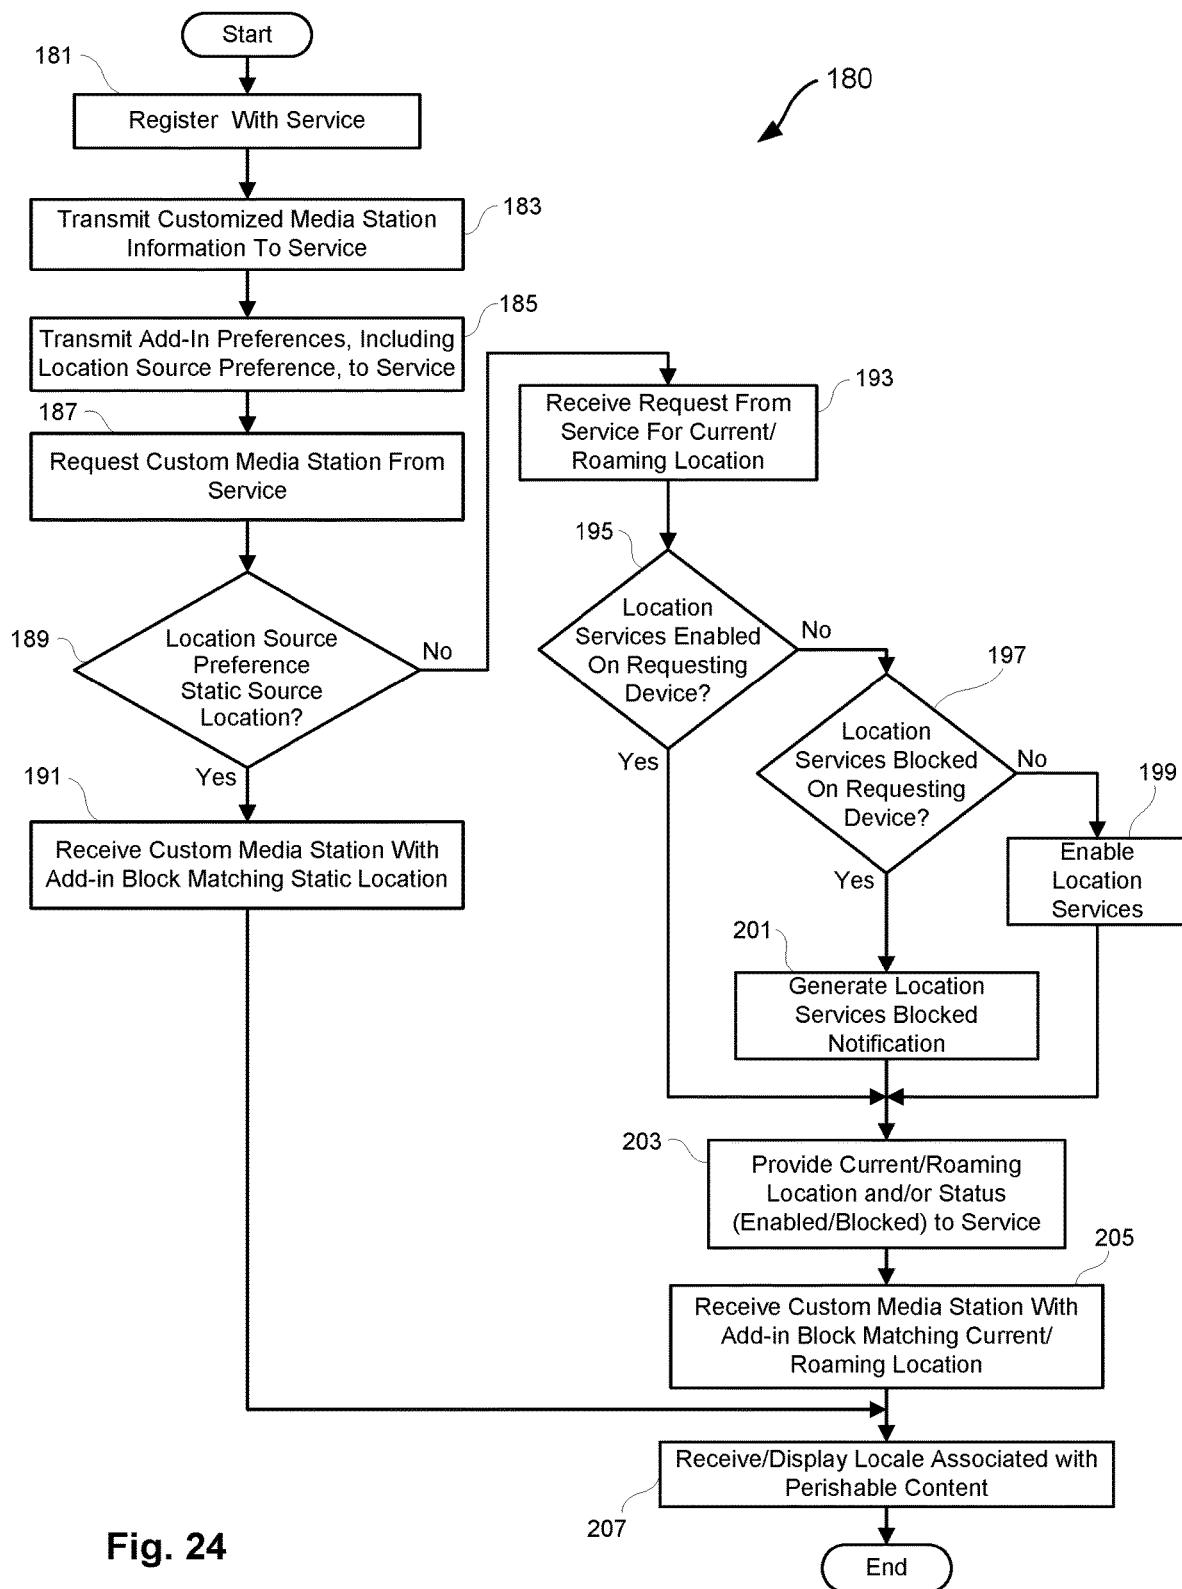 Start
181
180
Register With Service
183
Transmit Customized Media Station
Information To Service
185
Transmit Add-In Preferences, Including
Location Source Preference, to Service
187
Request Custom Media Station From
Service
189
Location Source
Preference
Static Source
Location?
No
Yes
191
Receive Custom Media Station With
Add-in Block Matching Static Location
193
Receive Request From
Service For Current/
Roaming Location
195
Location
Services Enabled
On Requesting
Device?
No
Yes
197
Location
Services Blocked
On Requesting
Device?
No
Yes
199
Enable
Location
Services
201
Generate Location
Services Blocked
Notification
203
Provide Current/Roaming
Location and/or Status
(Enabled/Blocked) to Service
205
Receive Custom Media Station With
Add-in Block Matching Current/
Roaming Location
Receive/Display Locale Associated with
Perishable Content
207
End
Fig. 24